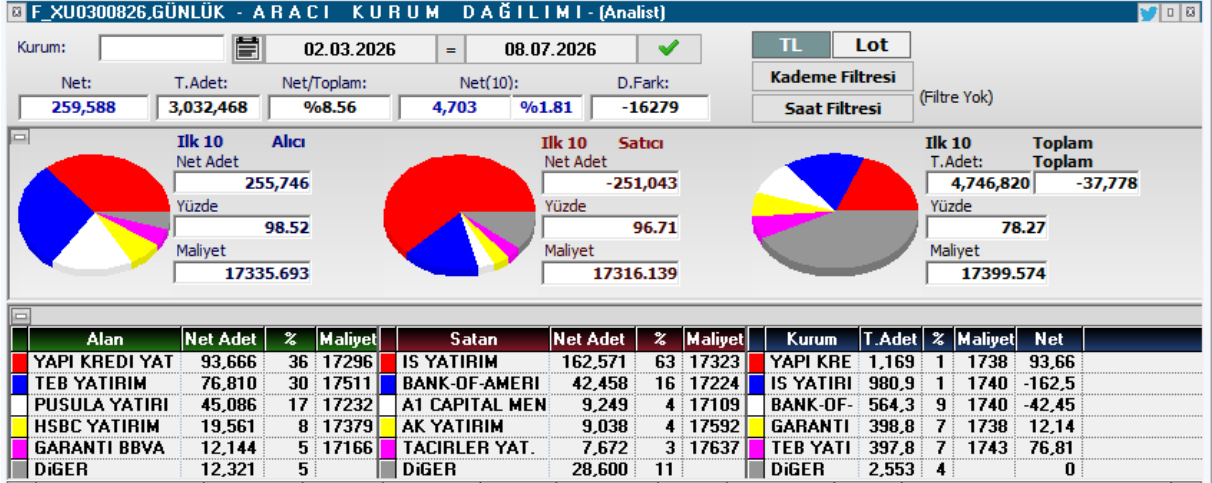 F_XU0300826,GÜNLÜK - A R A C I K U R U M D A Ğ I L I M I - (Analist)
Kurum: 02.03.2026 = 08.07.2026 TL Lot
Net: T.Adet: Net/Toplam: Net(10): D.Fark: Kademe Filtresi
259,588 3,032,468 %8.56 4,703 %1.81 -16279 Saat Filtresi (Filtre Yok)
Ilk 10 Alıcı Ilk 10 Satıcı Ilk 10 Toplam
Net Adet Net Adet T.Adet: Toplam
255,746 -251,043 4,746,820 -37,778
Yüzde Yüzde Yüzde
98.52 96.71 78.27
Maliyet Maliyet Maliyet
17335.693 17316.139 17399.574
Alan Net Adet % Maliyet Satan Net Adet % Maliyet Kurum T.Adet % Maliyet Net
YAPI KREDI YAT 93,666 36 17296 IS YATIRIM 162,571 63 17323 YAPI KRE 1,169 1 1738 93,66
TEB YATIRIM 76,810 30 17511 BANK-OF-AMERI 42,458 16 17224 IS YATIRI 980,9 1 1740 -162,5
PUSULA YATIRI 45,086 17 17232 A1 CAPITAL MEN 9,249 4 17109 BANK-OF- 564,3 9 1740 -42,45
HSBC YATIRIM 19,561 8 17379 AK YATIRIM 9,038 4 17592 GARANTI 398,8 7 1738 12,14
GARANTI BBVA 12,144 5 17166 TACIRLER YAT. 7,672 3 17637 TEB YATI 397,8 7 1743 76,81
DiGER 12,321 5 DiGER 28,600 11 DiGER 2,553 4 0